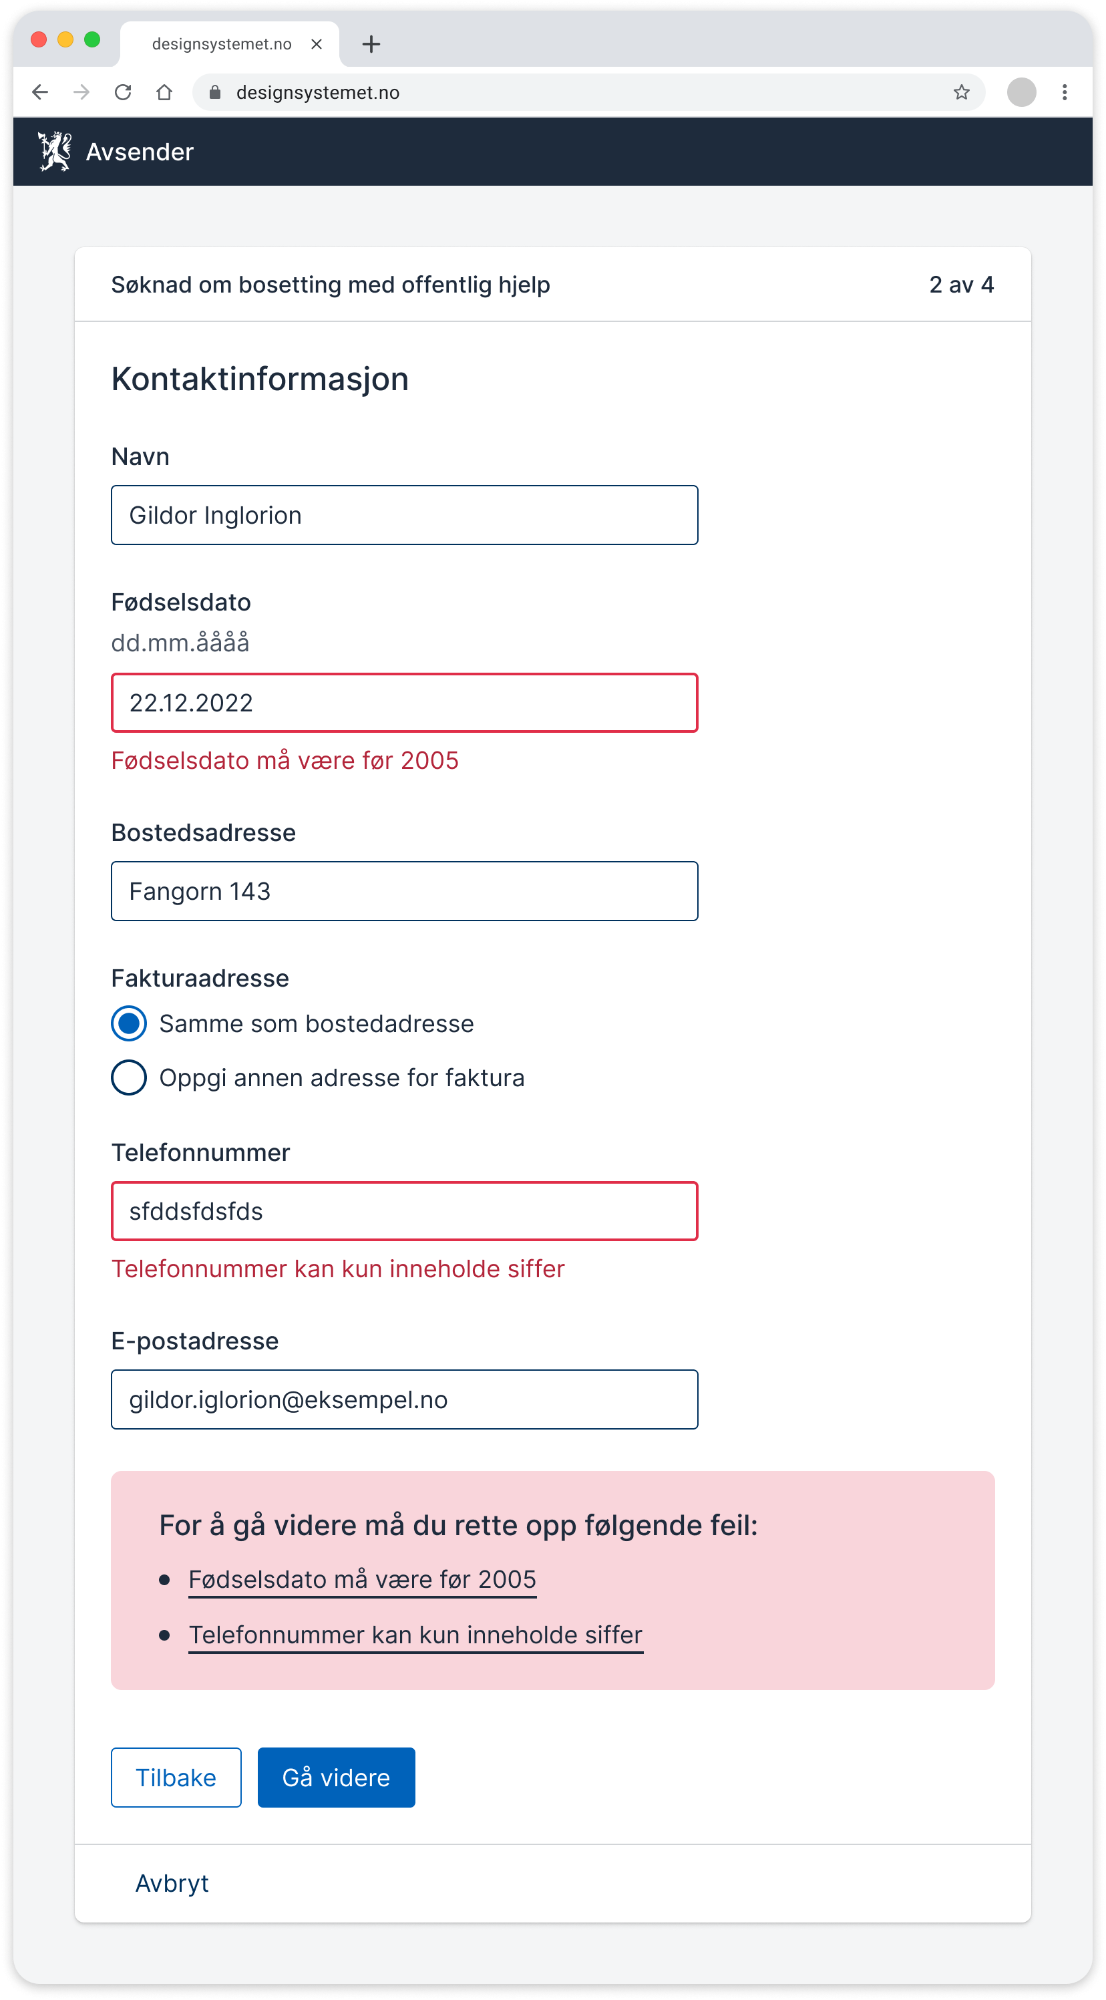 designsystemet.no
designsystemet.no
Avsender
Søknad om bosetting med offentlig hjelp 2 av 4
Kontaktinformasjon
Navn
Gildor Inglorion
Fødselsdato
dd.mm.åååå
22.12.2022
Fødselsdato må være før 2005
Bostedsadresse
Fangorn 143
Fakturaadresse
Samme som bostedadresse
Oppgi annen adresse for faktura
Telefonnummer
sfddsfdsfds
Telefonnummer kan kun inneholde siffer
E-postadresse
gildor.iglorion@eksempel.no
For å gå videre må du rette opp følgende feil:
• Fødselsdato må være før 2005
• Telefonnummer kan kun inneholde siffer
Tilbake Gå videre
Avbryt